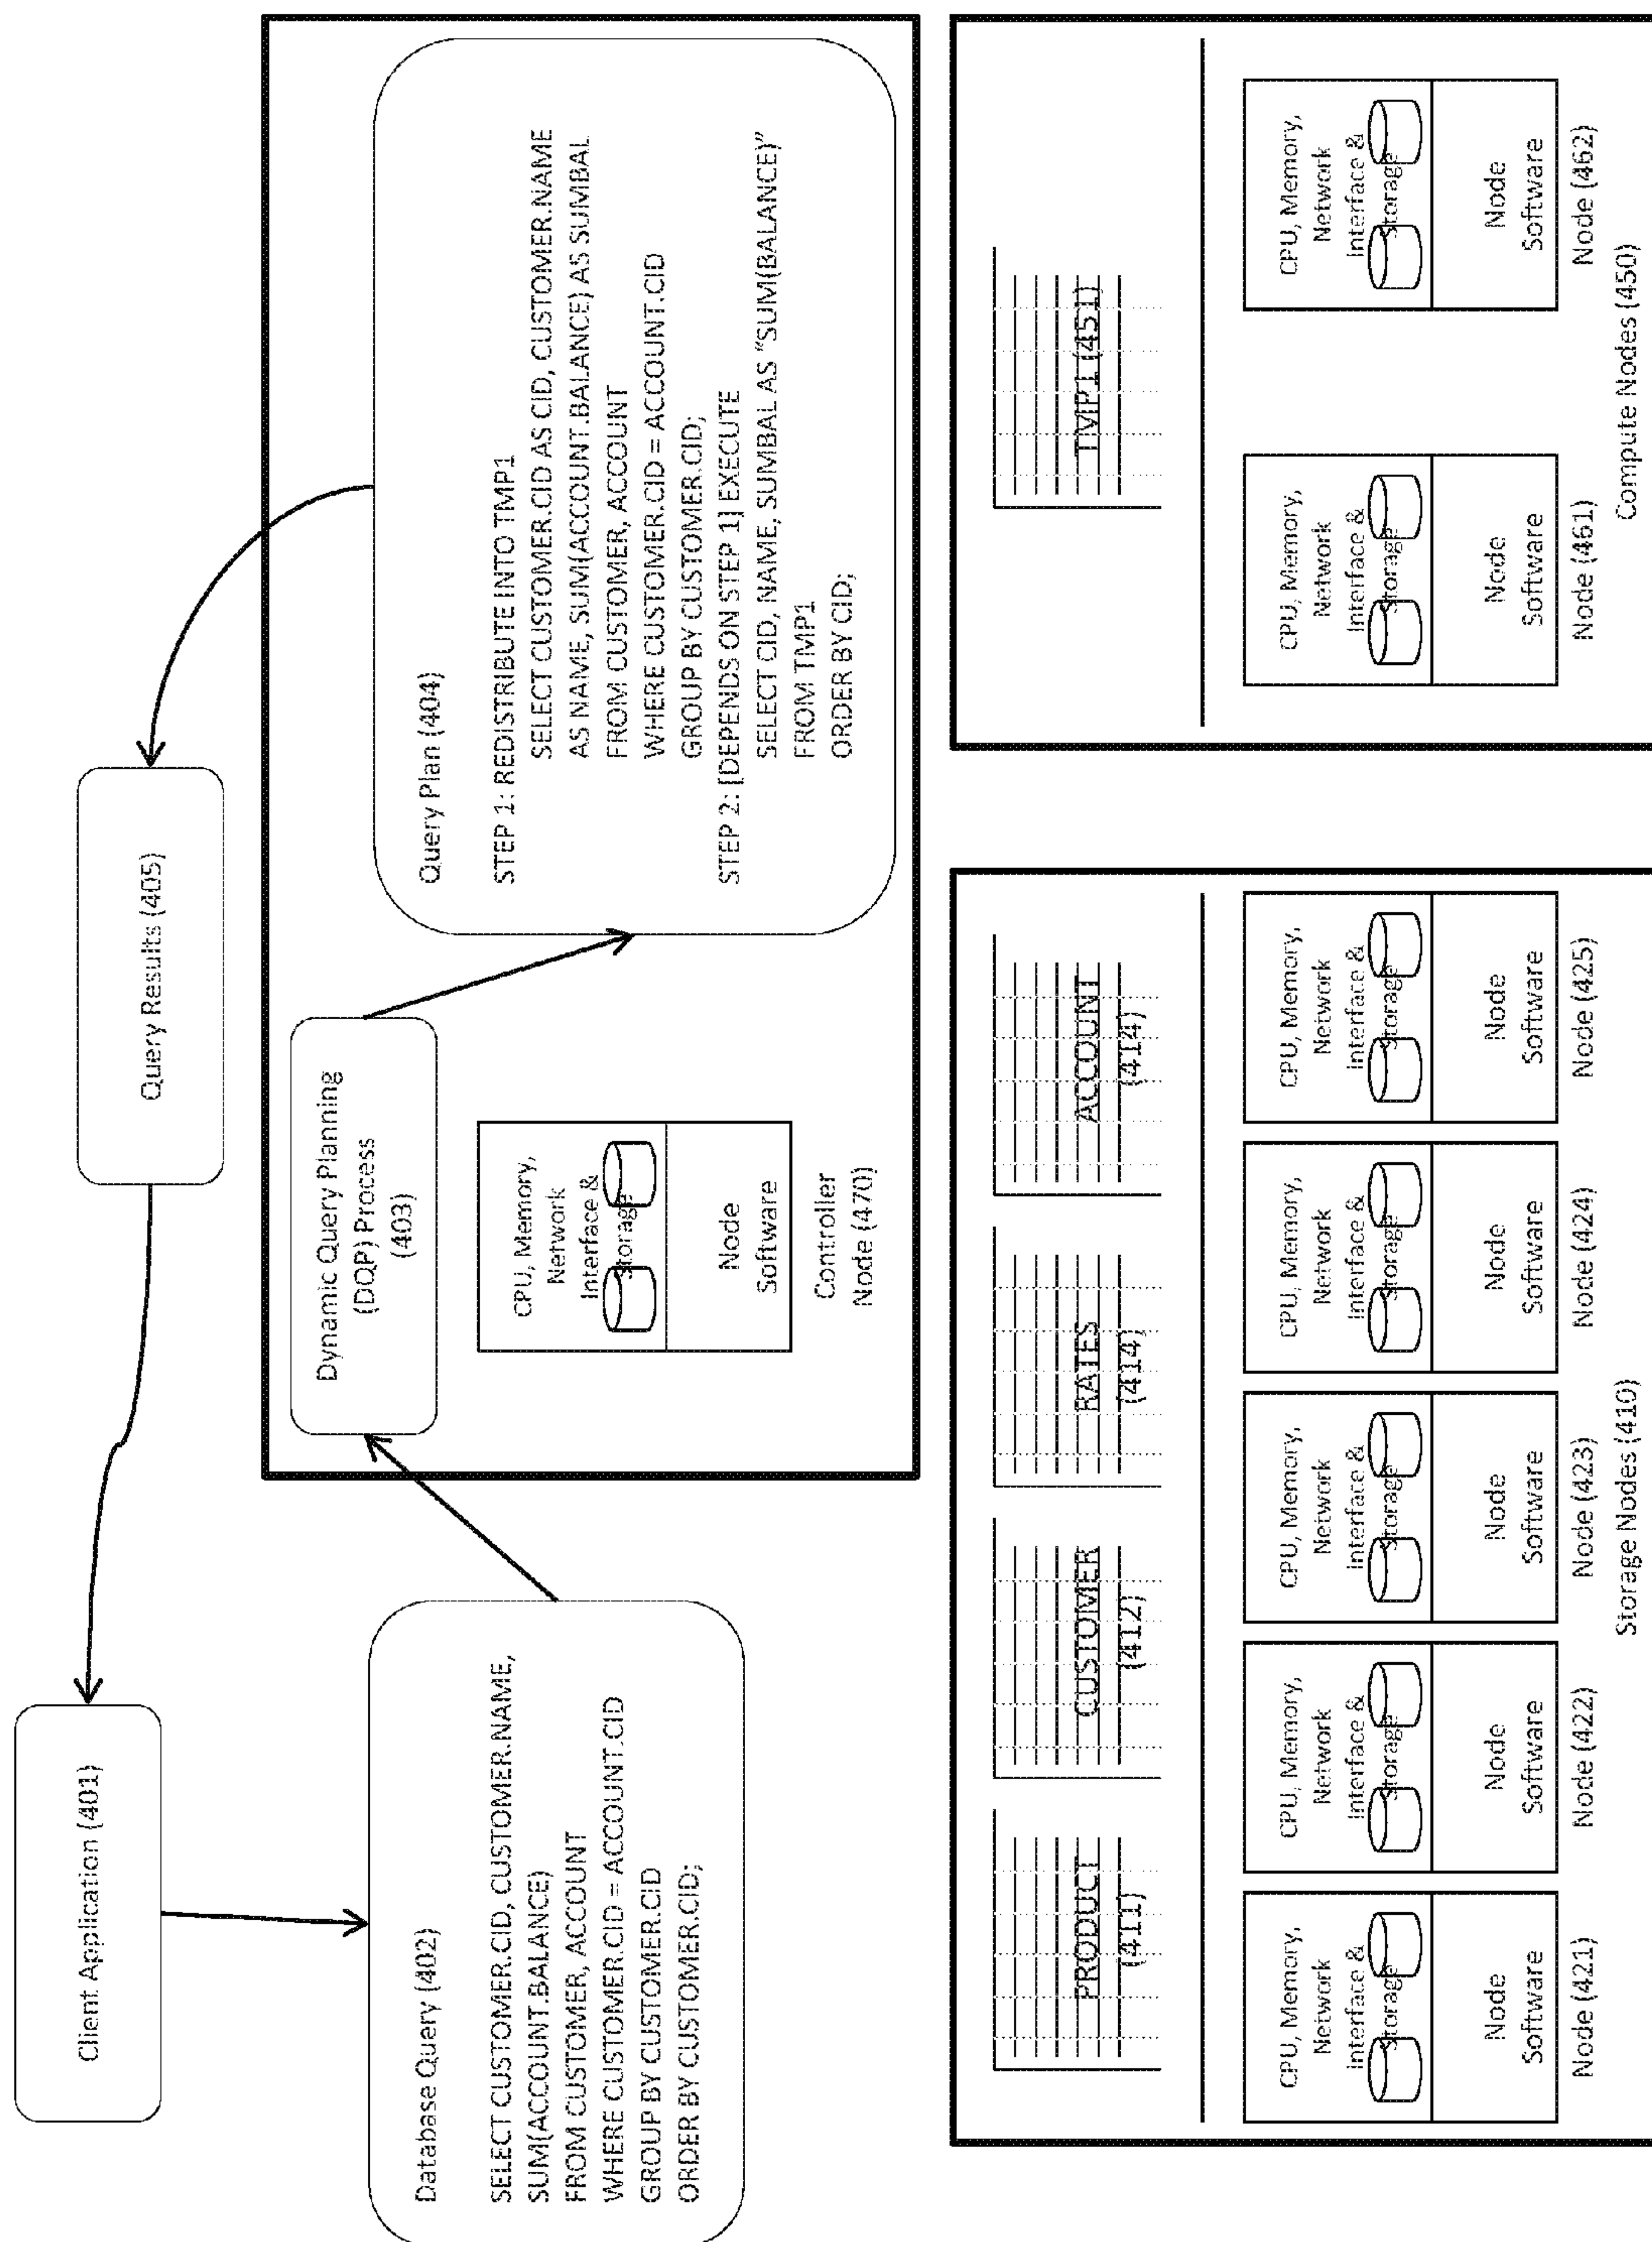 Client Application (401)
Query Results (405)
Database Query (402)
SELECT CUSTOMER.CID, CUSTOMER.NAME,
SUM(ACCOUNT.BALANCE)
FROM CUSTOMER, ACCOUNT
WHERE CUSTOMER.CID = ACCOUNT.CID
GROUP BY CUSTOMER.CID
ORDER BY CUSTOMER.CID;
Dynamic Query Planning
(DQP) Process
(403)
CPU, Memory,
Network
Interface &
Storage
Node
Software
Controller
Node (470)
Query Plan (404)
STEP 1: REDISTRIBUTE INTO TMP1
SELECT CUSTOMER.CID AS CID, CUSTOMER.NAME
AS NAME, SUM(ACCOUNT.BALANCE) AS SUMBAL
FROM CUSTOMER, ACCOUNT
WHERE CUSTOMER.CID = ACCOUNT.CID
GROUP BY CUSTOMER.CID;
STEP 2: [DEPENDS ON STEP 1] EXECUTE
SELECT CID, NAME, SUMBAL AS "SUM(BALANCE)"
FROM TMP1
ORDER BY CID;
PRODUCT
(411)
CUSTOMER
(412)
RATES
(414)
ACCOUNT
(414)
CPU, Memory,
Network
Interface &
Storage
Node
Software
Node (421)
CPU, Memory,
Network
Interface &
Storage
Node
Software
Node (422)
CPU, Memory,
Network
Interface &
Storage
Node
Software
Node (423)
CPU, Memory,
Network
Interface &
Storage
Node
Software
Node (424)
CPU, Memory,
Network
Interface &
Storage
Node
Software
Node (425)
Storage Nodes (410)
TMP1 (451)
CPU, Memory,
Network
Interface &
Storage
Node
Software
Node (461)
CPU, Memory,
Network
Interface &
Storage
Node
Software
Node (462)
Compute Nodes (450)